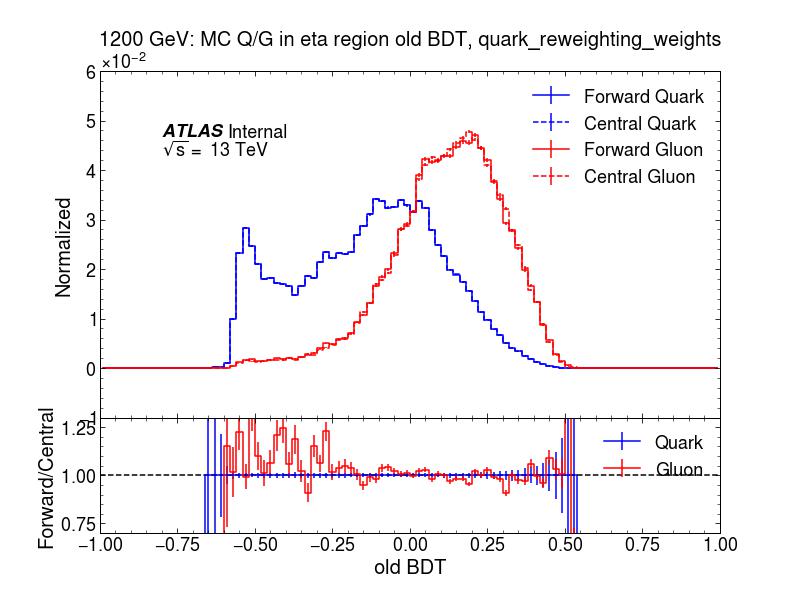 1200 GeV: MC Q/G in eta region old BDT, quark_reweighting_weights
×10⁻²
6
5
4
3
2
1
0
−1
Normalized
ATLAS Internal
√s = 13 TeV
Forward Quark
Central Quark
Forward Gluon
Central Gluon
1.25
1.00
0.75
Forward/Central
Quark
Gluon
−1.00 −0.75 −0.50 −0.25 0.00 0.25 0.50 0.75 1.00
old BDT